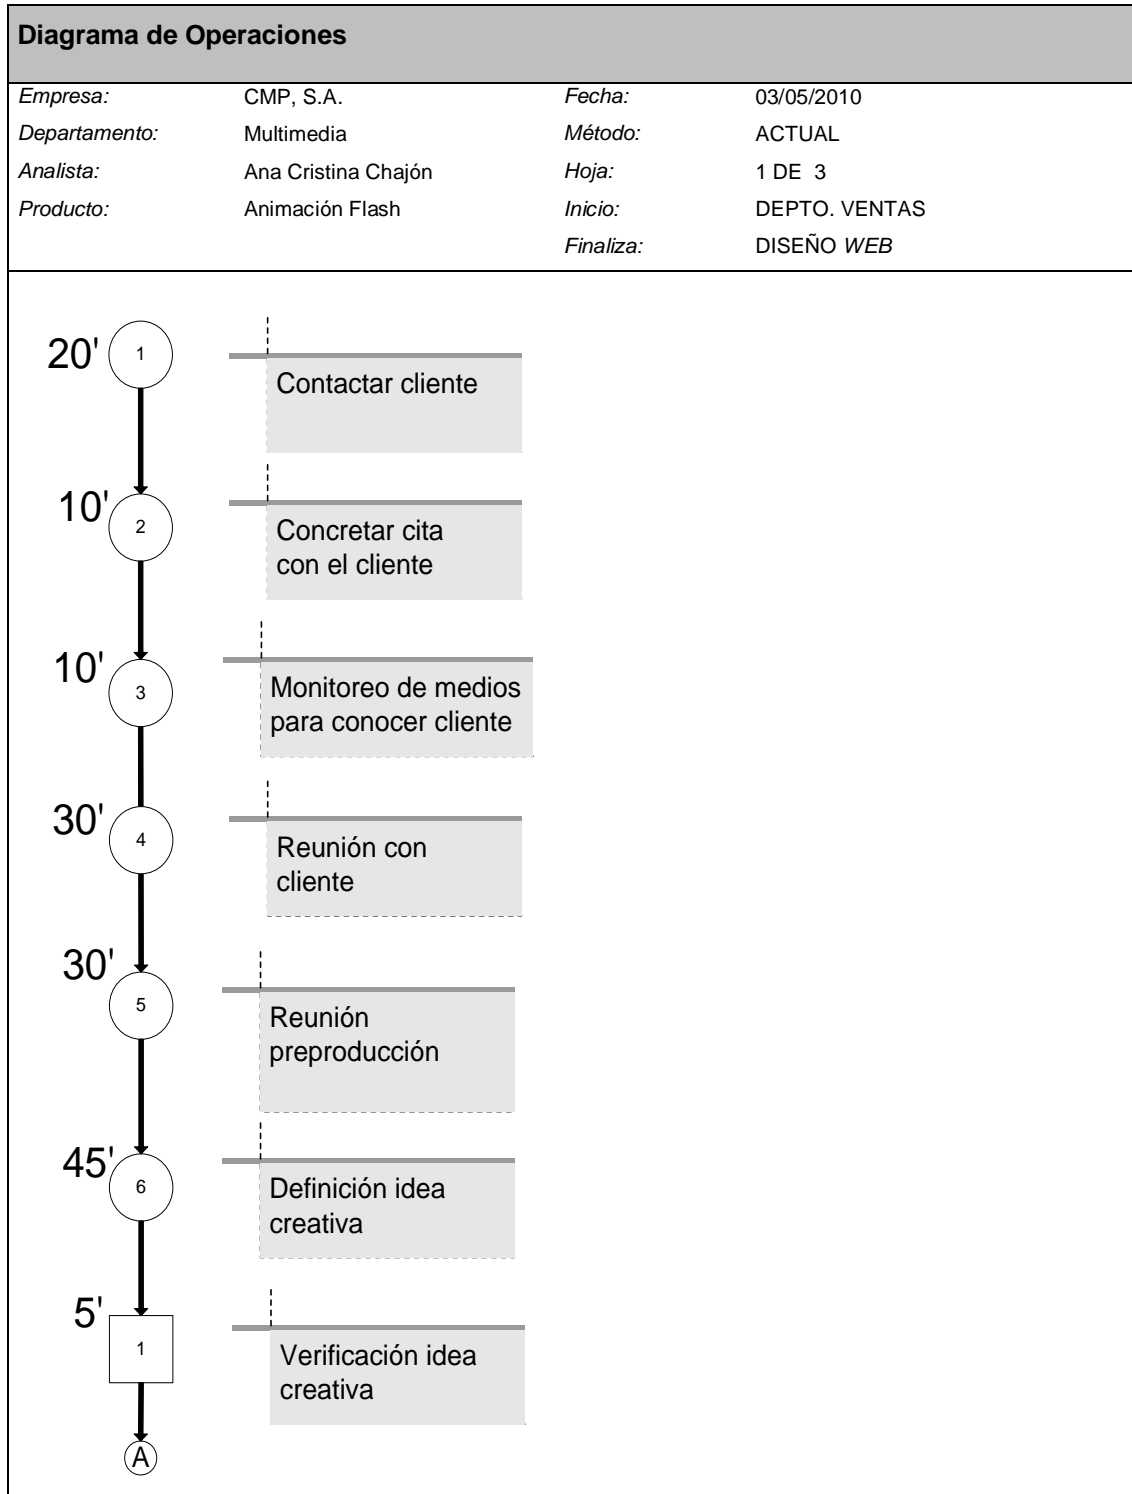 Diagrama de Operaciones
Empresa: CMP, S.A. Fecha: 03/05/2010
Departamento: Multimedia Método: ACTUAL
Analista: Ana Cristina Chajón Hoja: 1 DE 3
Producto: Animación Flash Inicio: DEPTO. VENTAS
Finaliza: DISEÑO WEB
20' 1
Contactar cliente
10' 2
Concretar cita
con el cliente
10' 3
Monitoreo de medios
para conocer cliente
30' 4
Reunión con
cliente
30' 5
Reunión
preproducción
45' 6
Definición idea
creativa
5' 1
Verificación idea
creativa
A